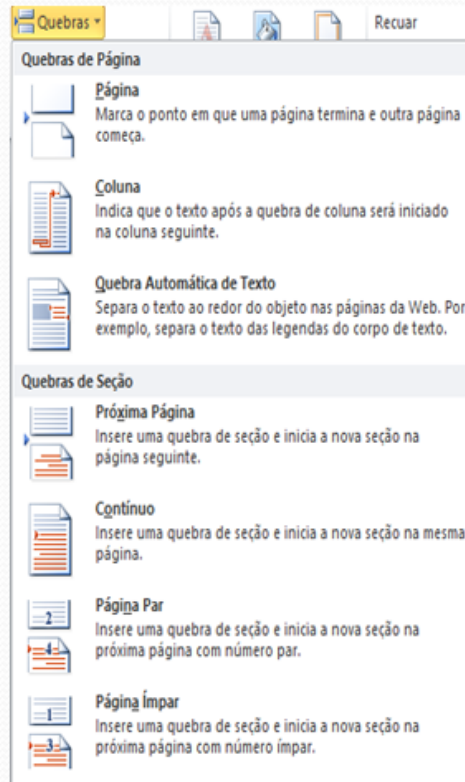 Quebras Recuar
Quebras de Página
Página
Marca o ponto em que uma página termina e outra página
começa.
Coluna
Indica que o texto após a quebra de coluna será iniciado
na coluna seguinte.
Quebra Automática de Texto
Separa o texto ao redor do objeto nas páginas da Web. Por
exemplo, separa o texto das legendas do corpo de texto.
Quebras de Seção
Próxima Página
Insere uma quebra de seção e inicia a nova seção na
página seguinte.
Contínuo
Insere uma quebra de seção e inicia a nova seção na mesma
página.
Página Par
2
Insere uma quebra de seção e inicia a nova seção na
4
próxima página com número par.
Página Ímpar
1
Insere uma quebra de seção e inicia a nova seção na
3
próxima página com número ímpar.